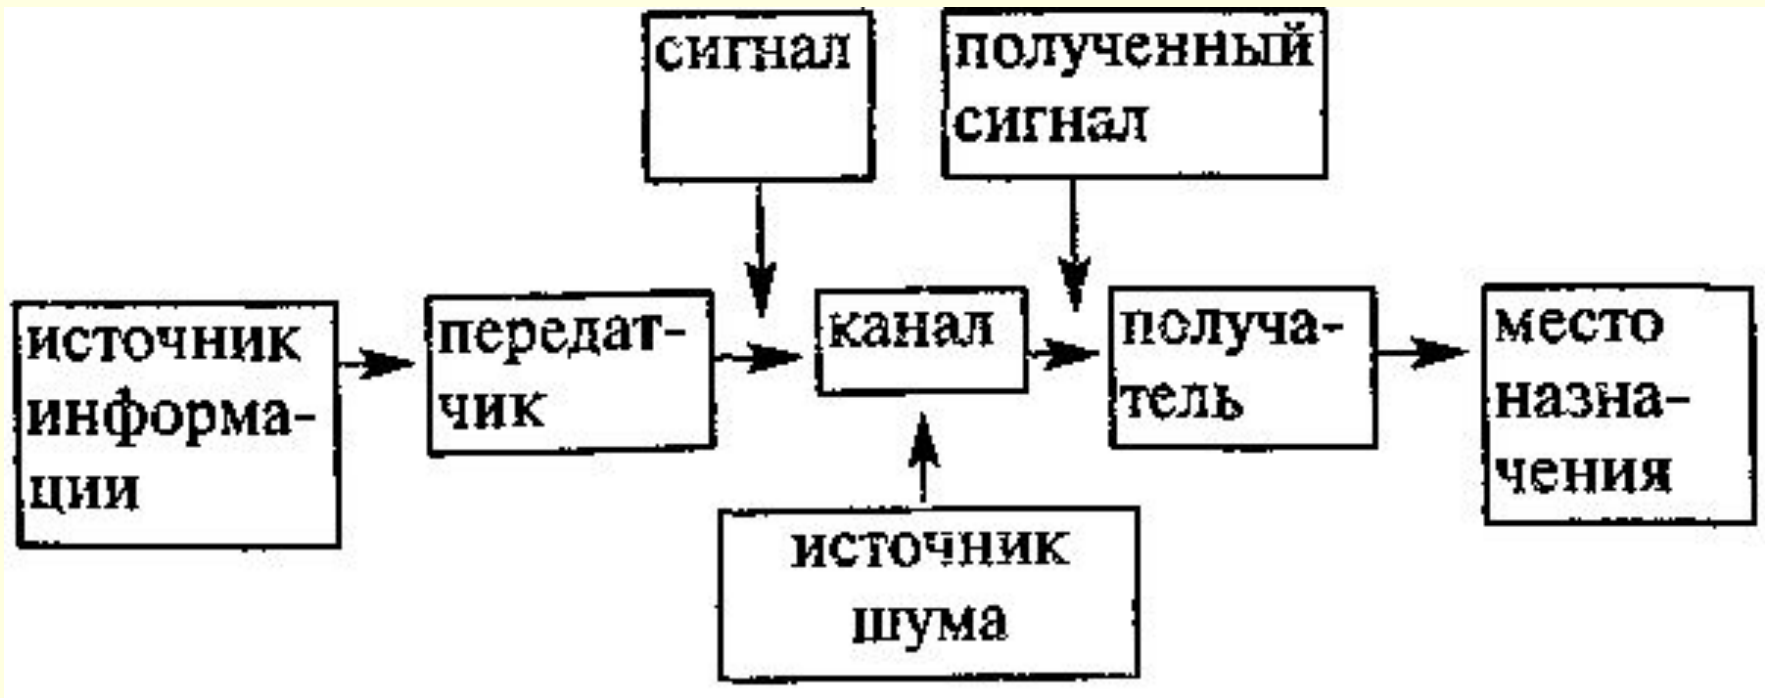 сигнал
полученный
сигнал
источник
информа-
ции
передат-
чик
канал
получа-
тель
место
назна-
чения
источник
шума